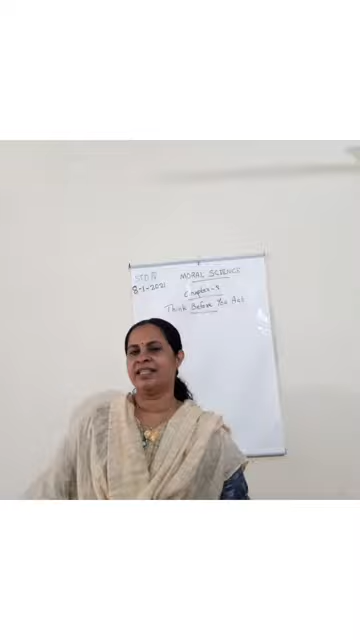 STD IV
MORAL SCIENCE
8-1-2021
Chapter-9
Think Before You Act